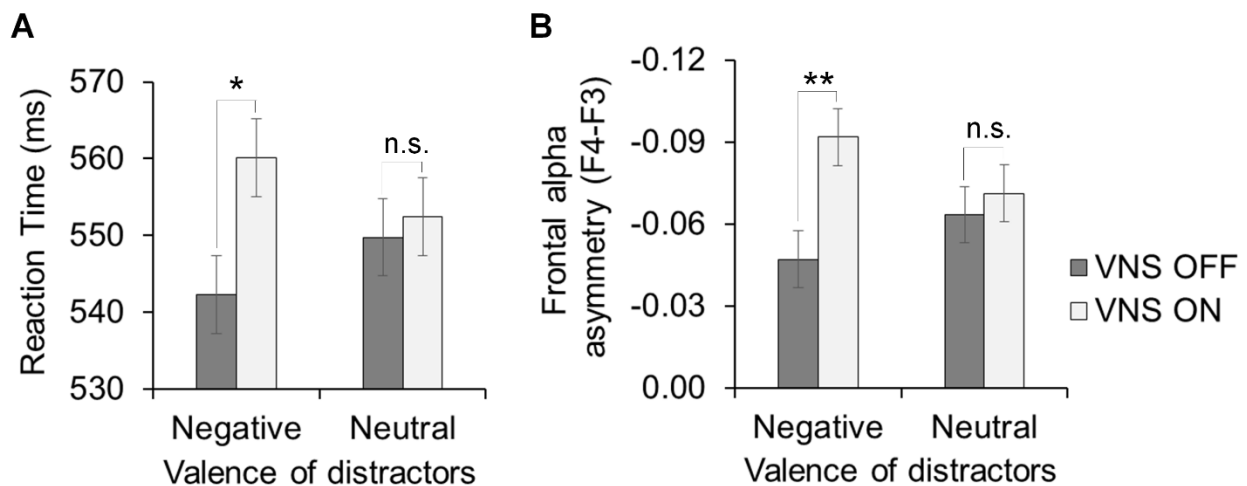 A
Reaction Time (ms)
570
560
550
540
530
*
n.s.
Negative
Neutral
Valence of distractors
B
Frontal alpha
asymmetry (F4-F3)
-0.12
-0.09
-0.06
-0.03
0.00
**
n.s.
Negative
Neutral
Valence of distractors
VNS OFF
VNS ON